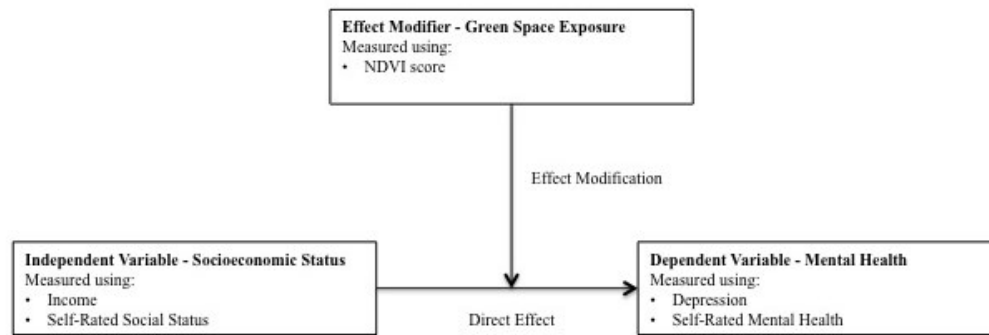 Effect Modifier - Green Space Exposure
Measured using:
• NDVI score
Effect Modification
Independent Variable - Socioeconomic Status
Measured using:
• Income
• Self-Rated Social Status
Direct Effect
Dependent Variable - Mental Health
Measured using:
• Depression
• Self-Rated Mental Health